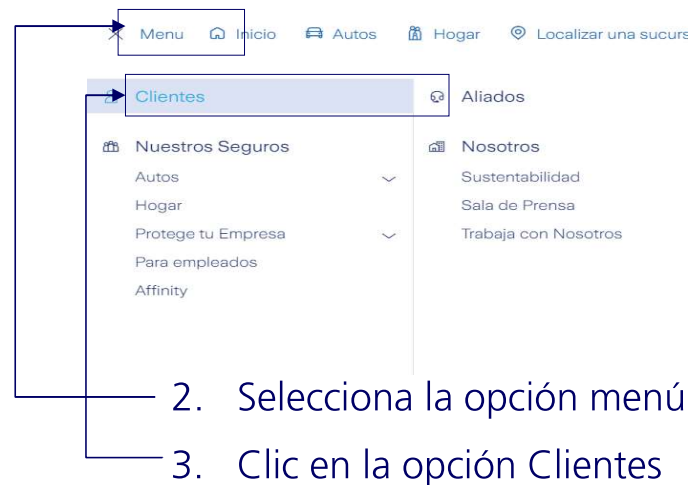 Menu Inicio Autos Hogar Localizar una sucurs
Clientes
Nuestros Seguros
Autos
Hogar
Protege tu Empresa
Para empleados
Affinity
Aliados
Nosotros
Sustentabilidad
Sala de Prensa
Trabaja con Nosotros
2. Selecciona la opción menú
3. Clic en la opción Clientes